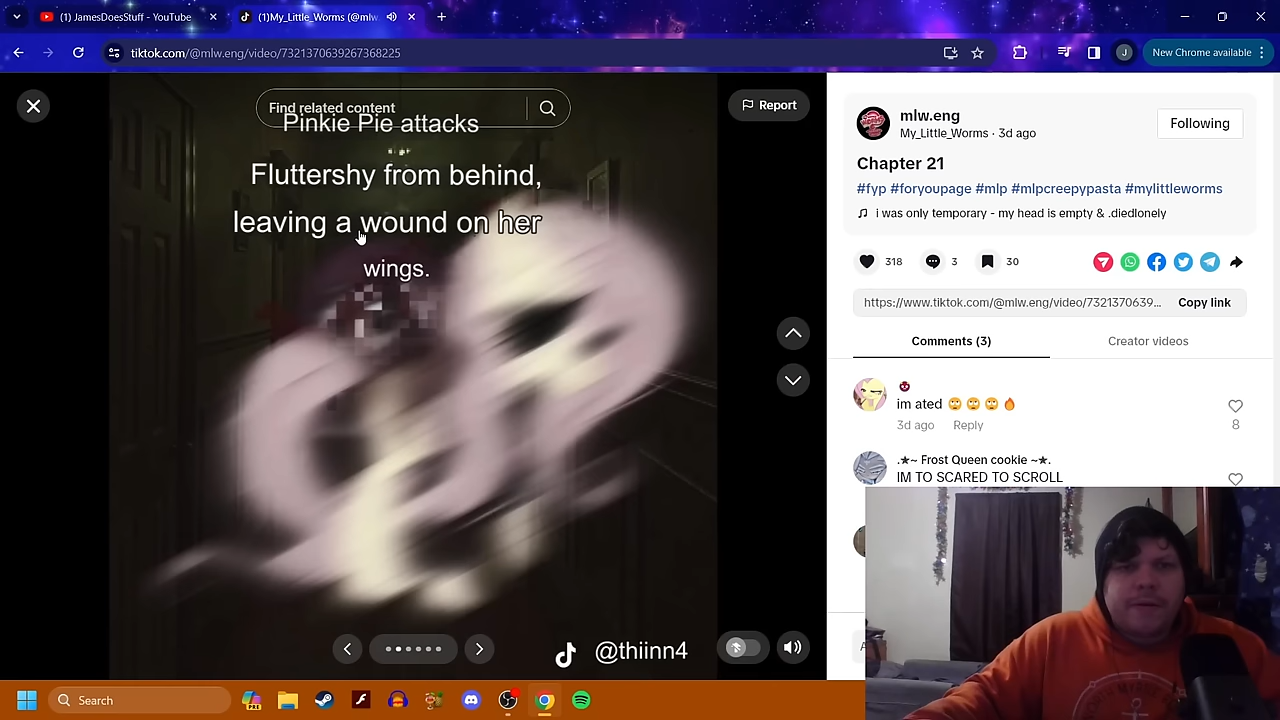 (1) JamesDoesStuff - YouTube
(1)My_Little_Worms (@mlw.
tiktok.com/@mlw.eng/video/7321370639267368225
J
New Chrome available
Find related content
Report
Pinkie Pie attacks
Fluttershy from behind,
leaving a wound on her
wings.
@thiinn4
mlw.eng
My_Little_Worms · 3d ago
Following
Chapter 21
#fyp #foryoupage #mlp #mlpcreepypasta #mylittleworms
i was only temporary - my head is empty & .diedlonely
318
3
30
https://www.tiktok.com/@mlw.eng/video/7321370639...
Copy link
Comments (3)
Creator videos
im ated 🙄 🙄 🙄 🔥
3d ago
Reply
8
.★~ Frost Queen cookie ~★.
IM TO SCARED TO SCROLL
Search
PRE